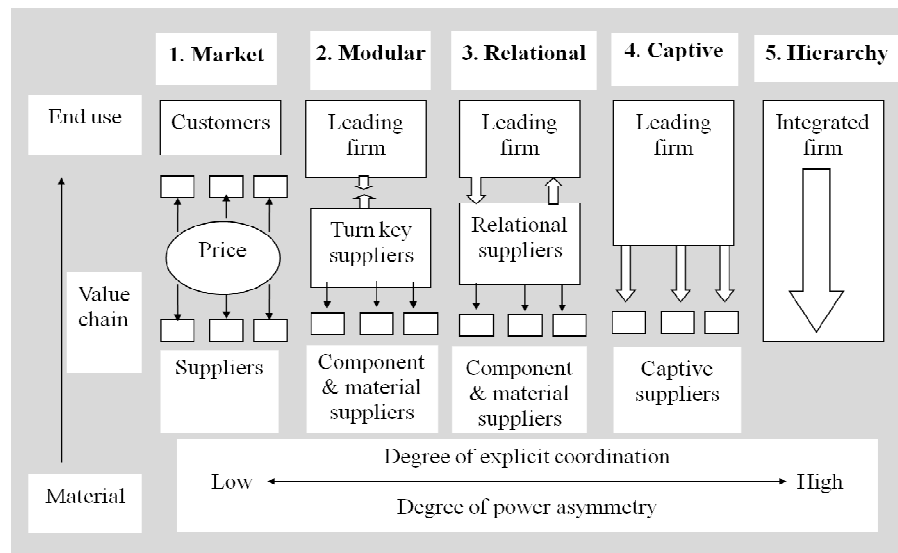 1. Market
2. Modular
3. Relational
4. Captive
5. Hierarchy
End use
Value
chain
Material
Customers
Price
Suppliers
Leading
firm
Turn key
suppliers
Component
& material
suppliers
Leading
firm
Relational
suppliers
Component
& material
suppliers
Leading
firm
Captive
suppliers
Integrated
firm
Degree of explicit coordination
Low
High
Degree of power asymmetry